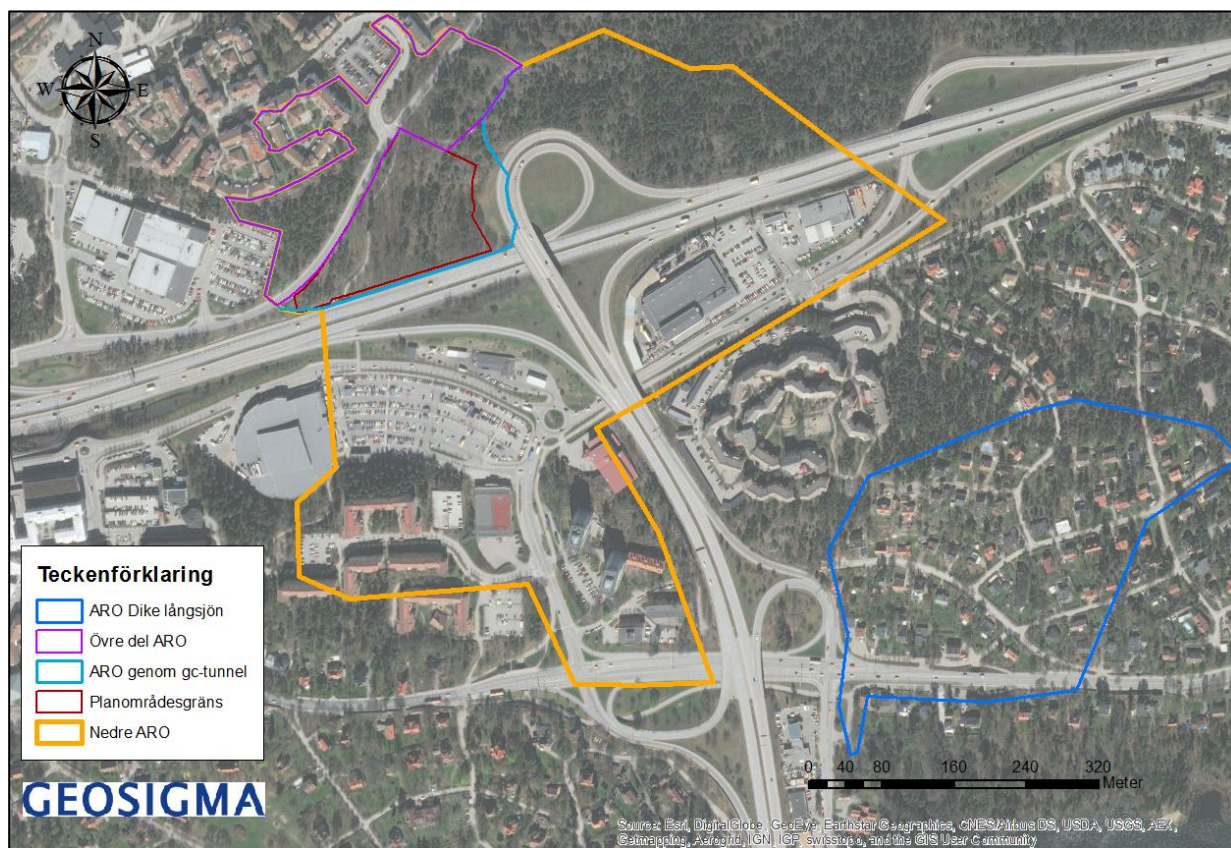 N
W
E
S
Teckenförklaring
ARO Dike långsjön
Övre del ARO
ARO genom gc-tunnel
Planområdesgräns
Nedre ARO
GEOSIGMA
0 40 80 160 240 320
Meter
Source: Esri, DigitalGlobe, GeoEye, Earthstar Geographics, CNES/Airbus DS, USDA, USGS, AEX,
Getmapping, Aerogrid, IGN, IGP, swisstopo, and the GIS User Community